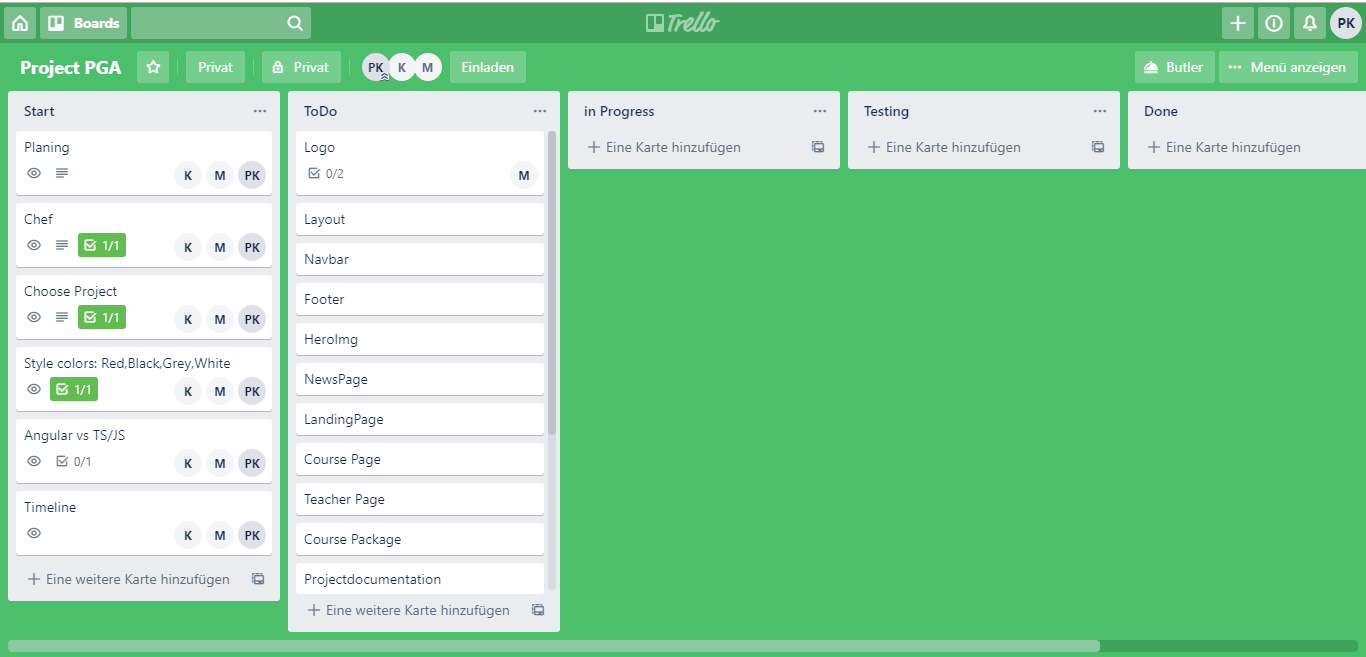 Boards
Trello
PK
Project PGA
Privat
Privat
PK K M
Einladen
Butler
Menü anzeigen
Start
Planing
K M PK
Chef
1/1
K M PK
Choose Project
1/1
K M PK
Style colors: Red,Black,Grey,White
1/1
K M PK
Angular vs TS/JS
0/1
K M PK
Timeline
K M PK
+ Eine weitere Karte hinzufügen
ToDo
Logo
0/2
M
Layout
Navbar
Footer
HeroImg
NewsPage
LandingPage
Course Page
Teacher Page
Course Package
Projectdocumentation
+ Eine weitere Karte hinzufügen
in Progress
+ Eine Karte hinzufügen
Testing
+ Eine Karte hinzufügen
Done
+ Eine Karte hinzufügen